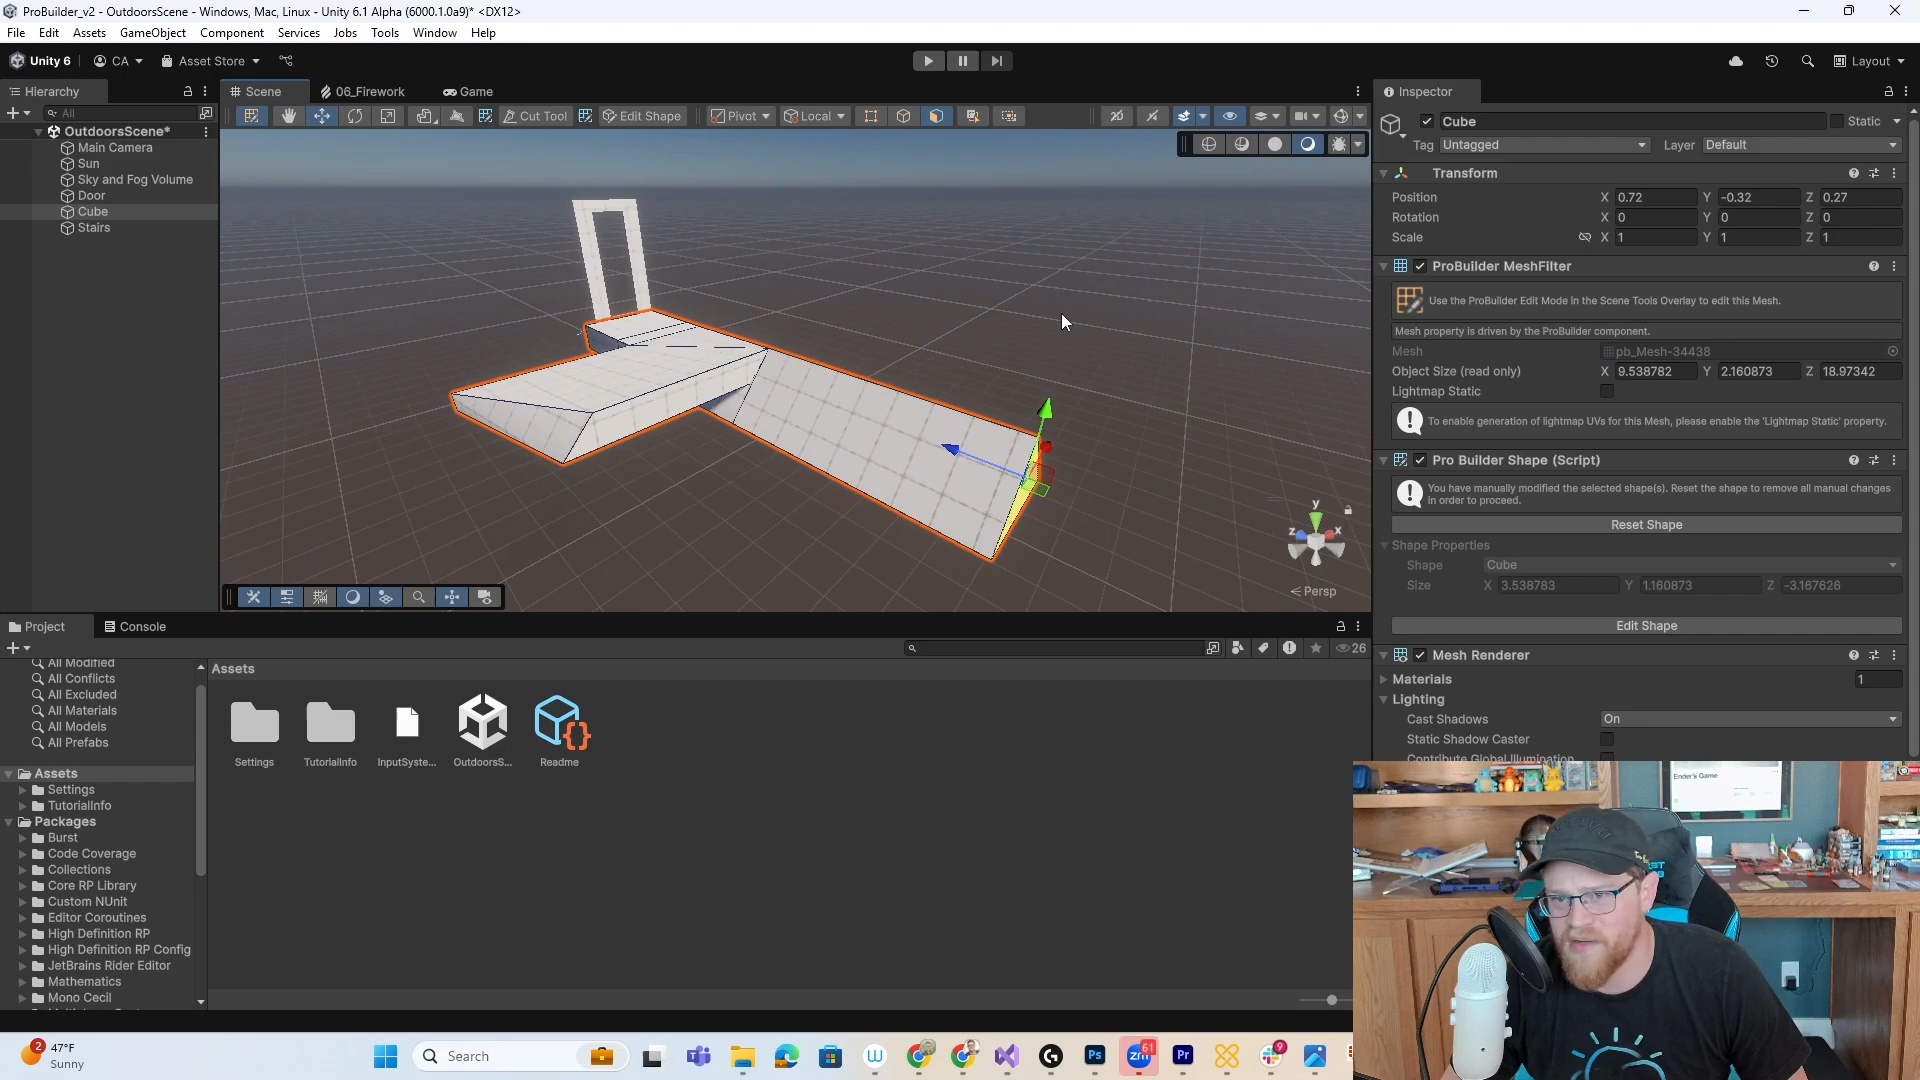 ProBuilder_v2 - OutdoorsScene - Windows, Mac, Linux - Unity 6.1 Alpha (6000.1.0a9)* <DX12>
File Edit Assets GameObject Component Services Jobs Tools Window Help
Unity 6 CA Asset Store Layout
Hierarchy
All
OutdoorsScene*
Main Camera
Sun
Sky and Fog Volume
Door
Cube
Stairs
Scene 06_Firework Game
Cut Tool Edit Shape Pivot Local 2D
y
z x
< Persp
Inspector
Cube Static
Tag Untagged Layer Default
Transform
Position X 0.72 Y -0.32 Z 0.27
Rotation X 0 Y 0 Z 0
Scale X 1 Y 1 Z 1
ProBuilder MeshFilter
Use the ProBuilder Edit Mode in the Scene Tools Overlay to edit this Mesh.
Mesh property is driven by the ProBuilder component.
Mesh pb_Mesh-34438
Object Size (read only) X 9.538782 Y 2.160873 Z 18.97342
Lightmap Static
To enable generation of lightmap UVs for this Mesh, please enable the 'Lightmap Static' property.
Pro Builder Shape (Script)
You have manually modified the selected shape(s). Reset the shape to remove all manual changes
in order to proceed.
Reset Shape
Shape Properties
Shape Cube
Size X 3.538783 Y 1.160873 Z -3.167626
Edit Shape
Mesh Renderer
Materials 1
Lighting
Cast Shadows On
Static Shadow Caster
Contribute Global Illumination
Project Console
26
All Modified
All Conflicts
All Excluded
All Materials
All Models
All Prefabs
Assets
Settings
TutorialInfo
Packages
Burst
Code Coverage
Collections
Core RP Library
Custom NUnit
Editor Coroutines
High Definition RP
High Definition RP Config
JetBrains Rider Editor
Mathematics
Mono Cecil
Assets
Settings TutorialInfo InputSyste... OutdoorsS... Readme
Ender's Game
2 47°F
Sunny
Search
Ps zm 61 Pr 9